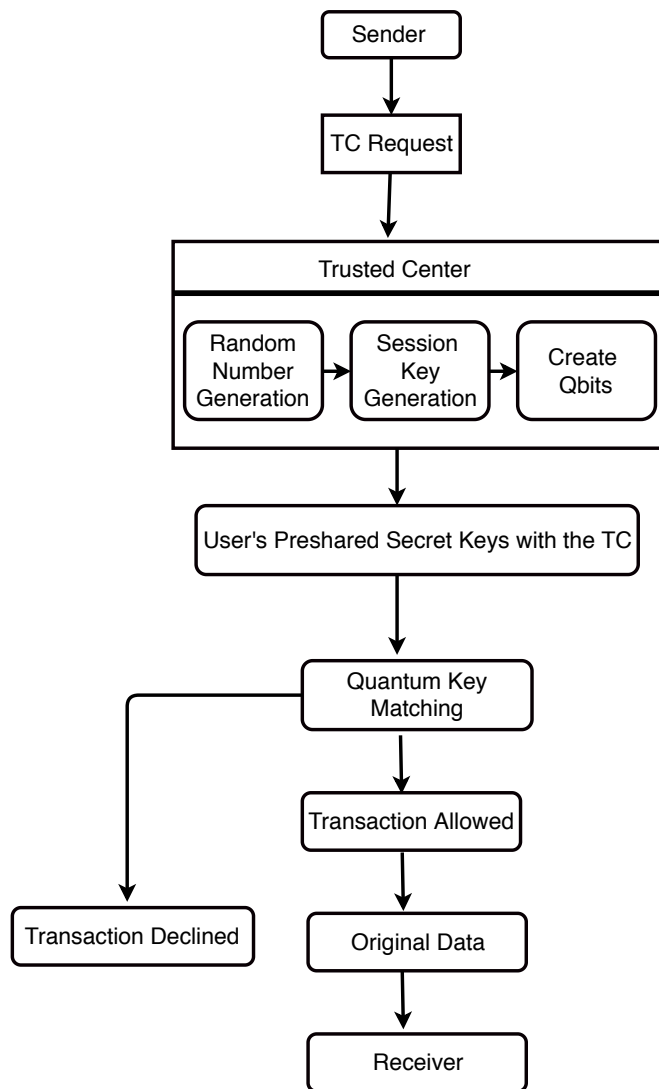 Sender
TC Request
Trusted Center
Random
Number
Generation
Session
Key
Generation
Create
Qbits
User's Preshared Secret Keys with the TC
Quantum Key
Matching
Transaction Allowed
Transaction Declined
Original Data
Receiver